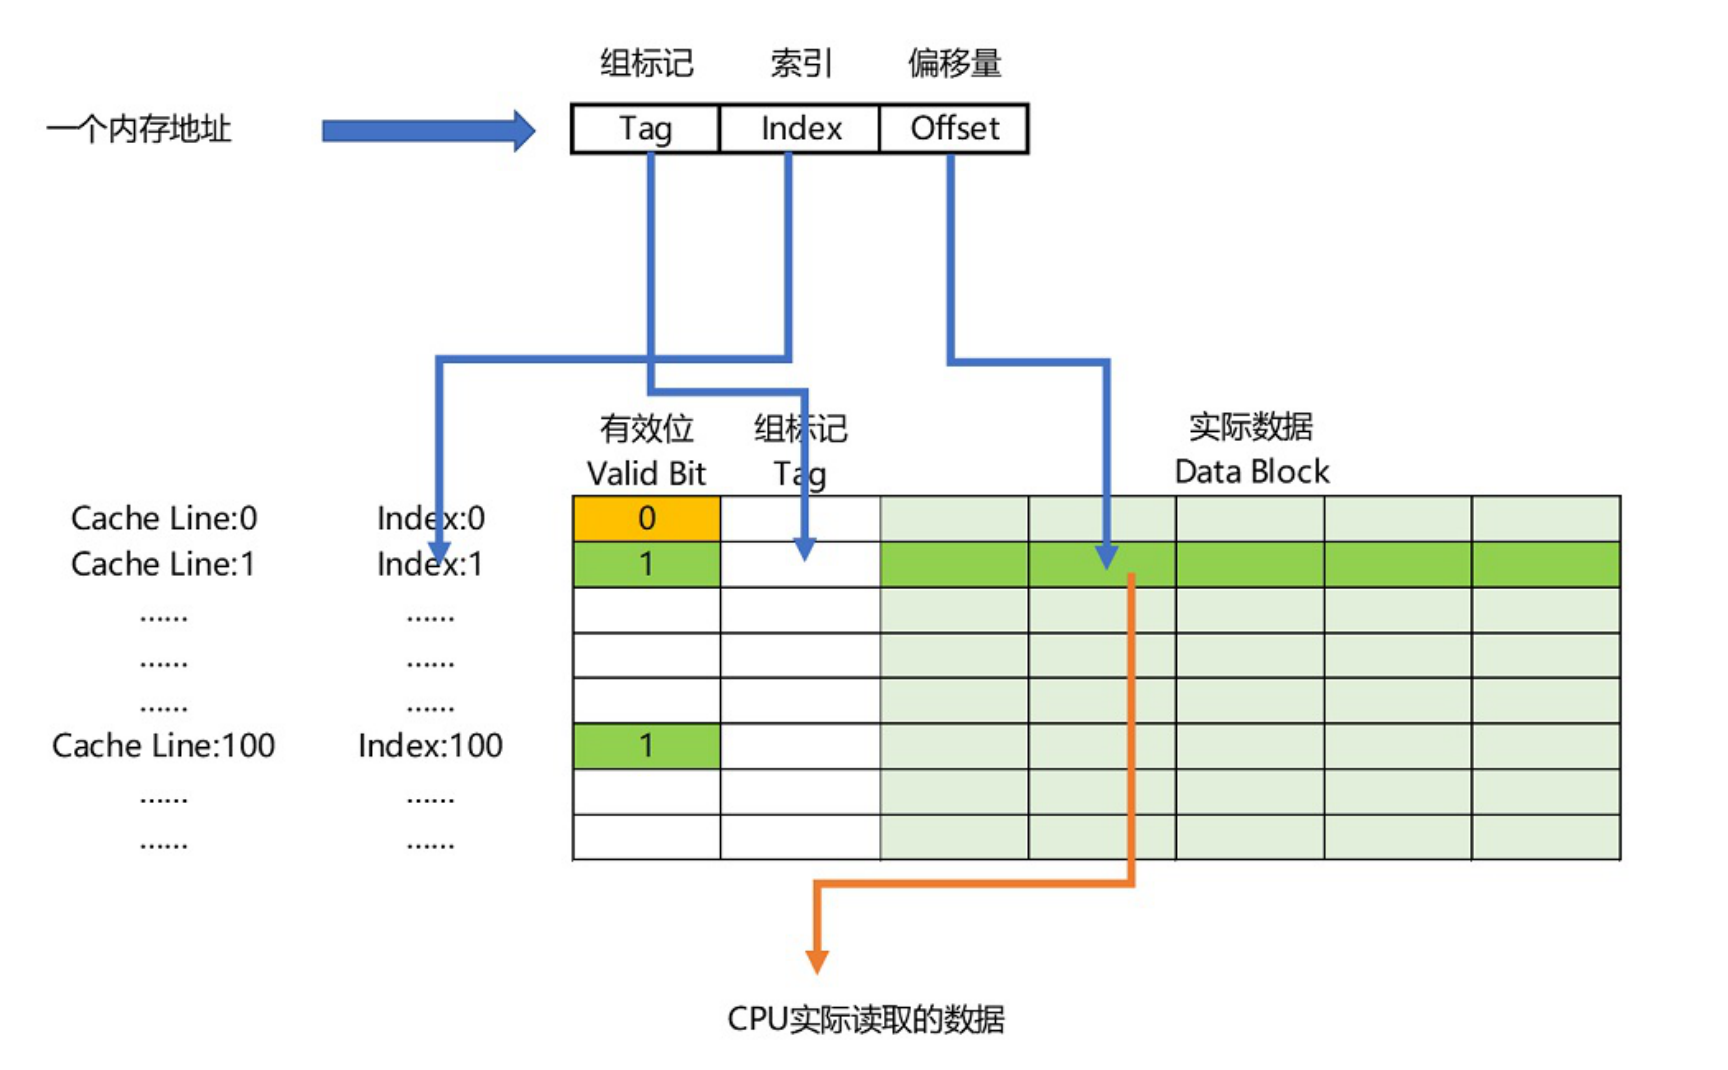 组标记 索引 偏移量
一个内存地址 Tag Index Offset
有效位 组标记 实际数据
Valid Bit Tag Data Block
Cache Line:0 Index:0 0
Cache Line:1 Index:1 1
...... ......
...... ......
...... ......
Cache Line:100 Index:100 1
...... ......
...... ......
CPU实际读取的数据